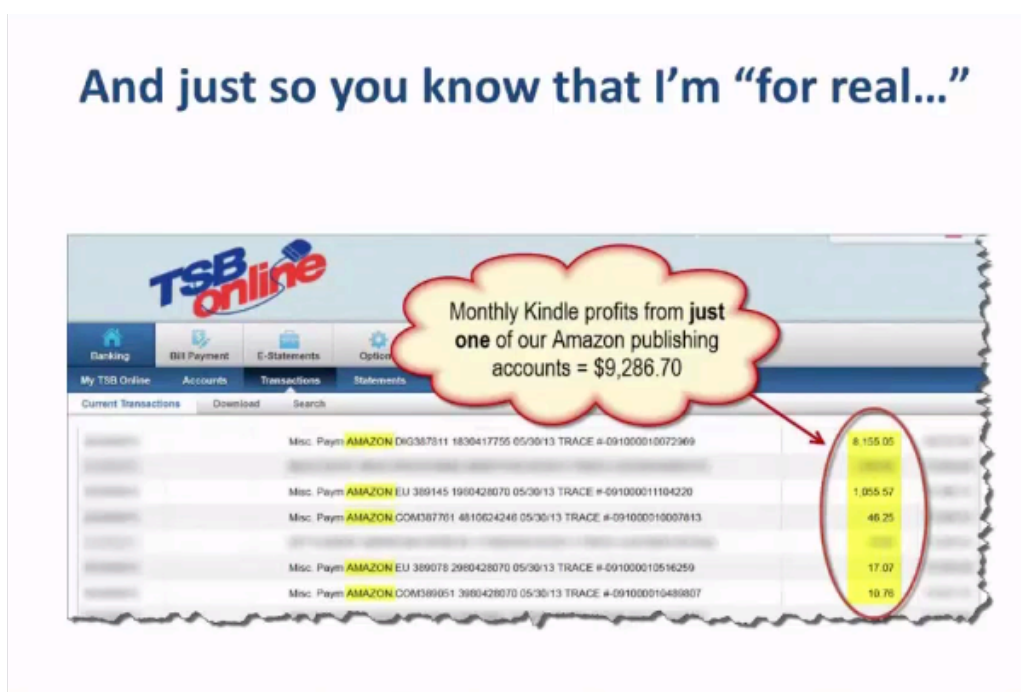 And just so you know that I’m “for real…”
TSB
Online
Monthly Kindle profits from just
one of our Amazon publishing
accounts = $9,286.70
Banking
Bill Payment
E-Statements
Option
My TSB Online
Accounts
Transactions
Statements
Current Transactions
Download
Search
Misc. Paym AMAZON DIG387811 1830417755 05/30/13 TRACE #-091000010072969 8,155.05
Misc. Paym AMAZON EU 389145 1980428070 05/30/13 TRACE #-091000011104220 1,055.57
Misc. Paym AMAZON COM387761 4810624246 05/30/13 TRACE #-091000010007813 46.25
Misc. Paym AMAZON EU 389078 2980428070 05/30/13 TRACE #-091000010516259 17.07
Misc. Paym AMAZON COM389051 3980428070 05/30/13 TRACE #-091000010489807 10.76